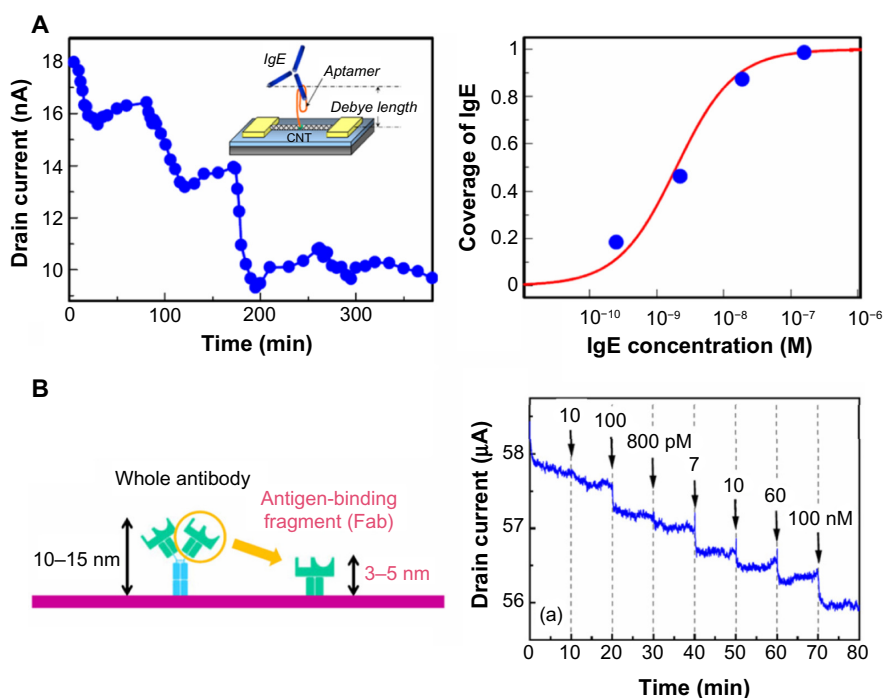 A
Drain current (nA)
18
16
14
12
10
0
100
200
300
Time (min)
IgE
Aptamer
Debye length
CNT
Coverage of IgE
1
0.8
0.6
0.4
0.2
0
10⁻¹⁰
10⁻⁹
10⁻⁸
10⁻⁷
10⁻⁶
IgE concentration (M)
B
Whole antibody
Antigen-binding
fragment (Fab)
10–15 nm
3–5 nm
Drain current (µA)
58
57
56
10
100
800 pM
7
10
60
100 nM
(a)
0 10 20 30 40 50 60 70 80
Time (min)